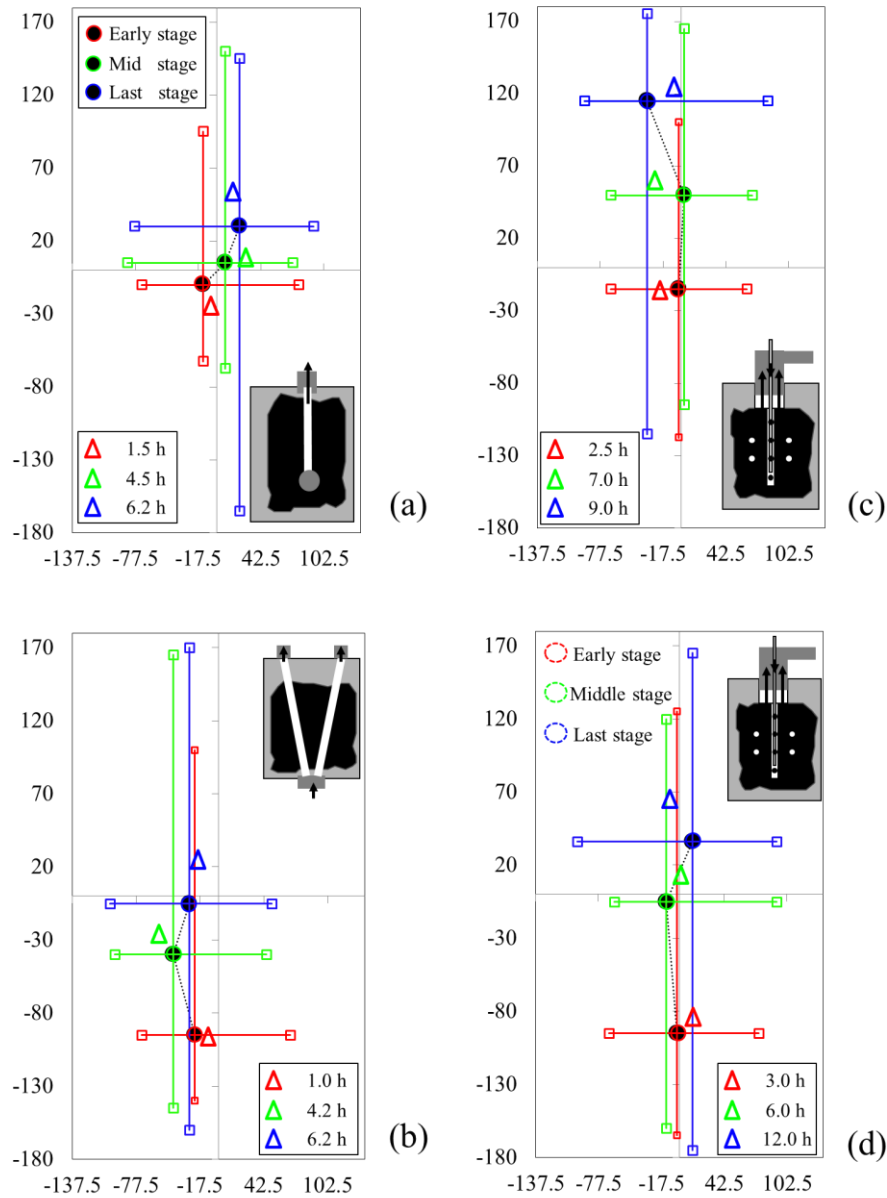 170
120
70
20
-30
-80
-130
-180
-137.5 -77.5 -17.5 42.5 102.5
Early stage
Mid stage
Last stage
1.5 h
4.5 h
6.2 h
(a)
170
120
70
20
-30
-80
-130
-180
-137.5 -77.5 -17.5 42.5 102.5
2.5 h
7.0 h
9.0 h
(c)
170
120
70
20
-30
-80
-130
-180
-137.5 -77.5 -17.5 42.5 102.5
1.0 h
4.2 h
6.2 h
(b)
170
120
70
20
-30
-80
-130
-180
-137.5 -77.5 -17.5 42.5 102.5
Early stage
Middle stage
Last stage
3.0 h
6.0 h
12.0 h
(d)